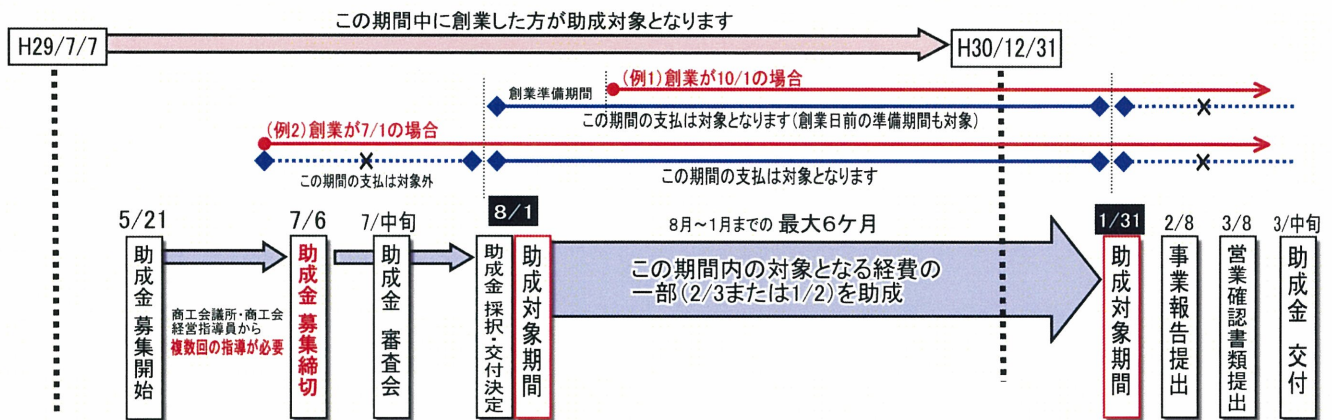 この期間中に創業した方が助成対象となります
H29/7/7
H30/12/31
(例1)創業が10/1の場合
創業準備期間
この期間の支払は対象となります(創業日前の準備期間も対象)
(例2)創業が7/1の場合
この期間の支払は対象外
この期間の支払は対象となります
5/21
助成金 募集開始
商工会議所・商工会
経営指導員から
複数回の指導が必要
7/6
助成金 募集締切
7/中旬
助成金 審査会
8/1
助成金 採択・交付決定
助成対象期間
8月~1月までの 最大6ケ月
この期間内の対象となる経費の
一部(2/3または1/2)を助成
1/31
助成対象期間
2/8
事業報告提出
3/8
営業確認書類提出
3/中旬
助成金 交付